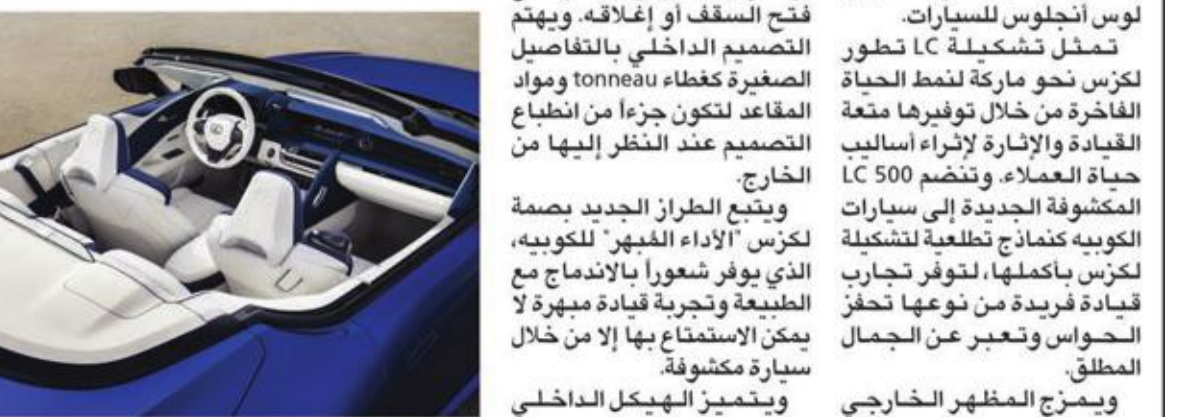 لوس أنجلوس للسيارات.
تمثل تشكيلة LC تطور
لكزس نحو ماركة لنمط الحياة
الفاخرة من خلال توفيرها متعة
القيادة والإثارة لإثراء أساليب
حياة العملاء. وتنضم LC 500
المكشوفة الجديدة إلى سيارات
الكوبيه كنماذج تطلعية لتشكيلة
لكزس بأكملها، لتوفر تجارب
قيادة فريدة من نوعها تحفز
الحواس وتعبر عن الجمال
المطلق.
ويمزج المظهر الخارجي
فتح السقف أو إغلاقه. ويهتم
التصميم الداخلي بالتفاصيل
الصغيرة كغطاء tonneau ومواد
المقاعد لتكون جزءاً من انطباع
التصميم عند النظر إليها من
الخارج.
ويتبع الطراز الجديد بصمة
لكزس "الأداء المُبهر" للكوبيه،
الذي يوفر شعوراً بالاندماج مع
الطبيعة وتجربة قيادة مبهرة لا
يمكن الاستمتاع بها إلا من خلال
سيارة مكشوفة.
ويتميز الهيكل الداخلي